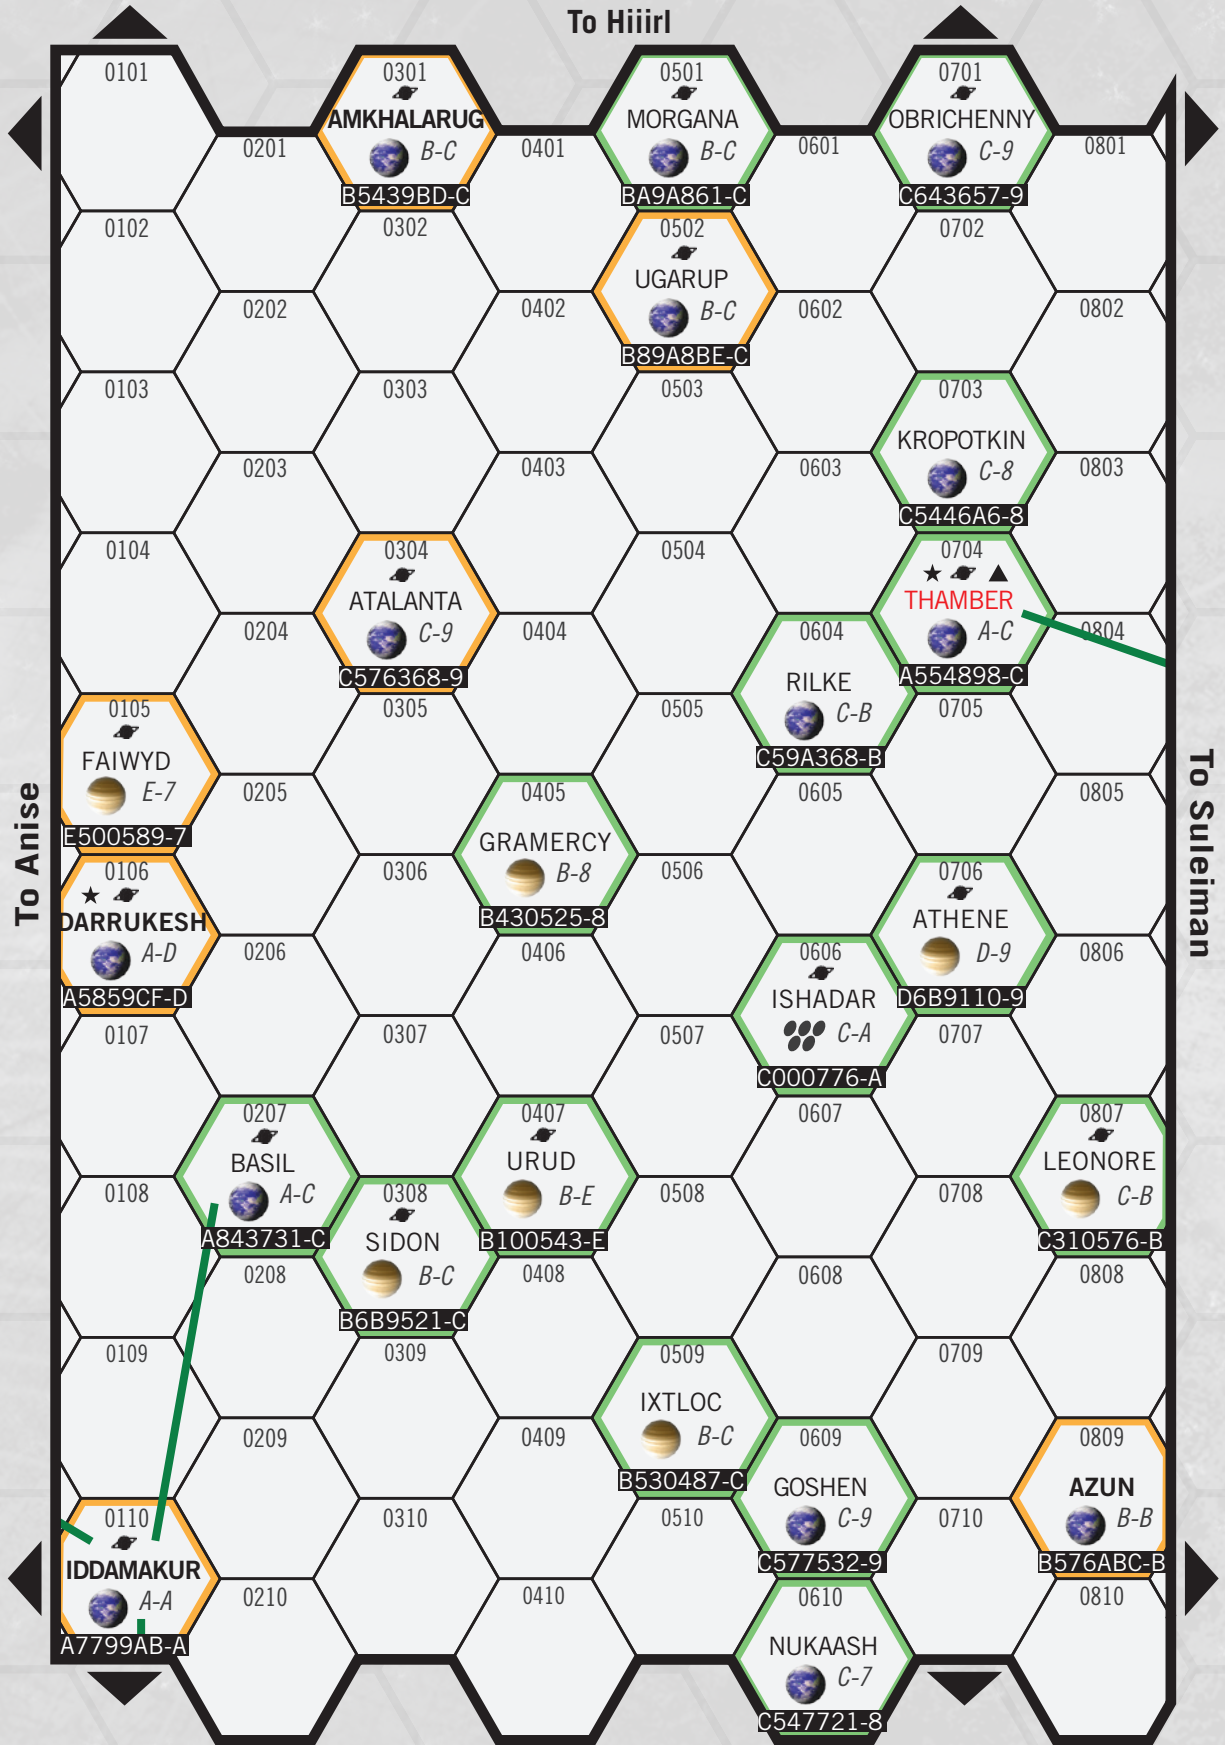 To Hiiirl
0101
0301
AMKHALARUG
B-C
B5439BD-C
0501
MORGANA
B-C
BA9A861-C
0701
OBRICHENNY
C-9
C643657-9
0201
0401
0601
0801
0102
0302
0502
UGARUP
B-C
B89A8BE-C
0702
0202
0402
0602
0802
0103
0303
0503
0703
KROPOTKIN
C-8
C5446A6-8
0203
0403
0603
0803
0104
0304
ATALANTA
C-9
C576368-9
0504
0704
THAMBER
A-C
A554898-C
0204
0404
0604
RILKE
C-B
C59A368-B
0804
0105
FAIWYD
E-7
E500589-7
0305
0505
0705
0205
0405
GRAMERCY
B-8
B430525-8
0605
0805
To Anise
To Suleiman
0106
DARRUKESH
A-D
A5859CF-D
0306
0506
0706
ATHENE
D-9
D6B9110-9
0206
0406
0606
ISHADAR
C-A
C000776-A
0806
0107
0307
0507
0707
0207
BASIL
A-C
A843731-C
0407
URUD
B-E
B100543-E
0607
0807
LEONORE
C-B
C310576-B
0108
0308
SIDON
B-C
B6B9521-C
0508
0708
0208
0408
0608
0808
0109
0309
0509
IXTLOC
B-C
B530487-C
0709
0209
0409
0609
GOSHEN
C-9
C577532-9
0809
AZUN
B-B
B576ABC-B
0110
IDDAMAKUR
A-A
A7799AB-A
0310
0510
0710
0210
0410
0610
NUKAASH
C-7
C547721-8
0810